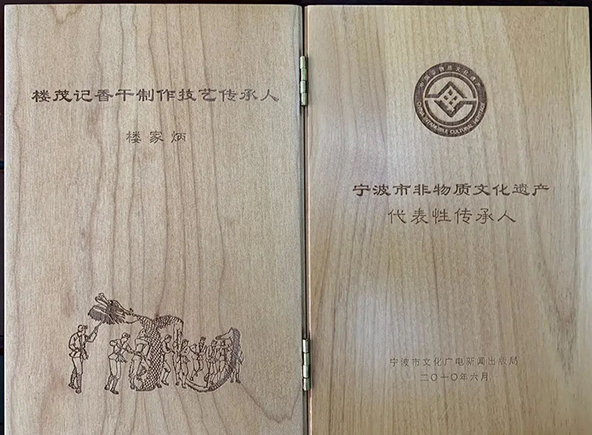 楼茂记香干制作技艺传承人
楼家炳
宁波市非物质文化遗产
代表性传承人
宁波市文化广电新闻出版局
二〇一〇年六月